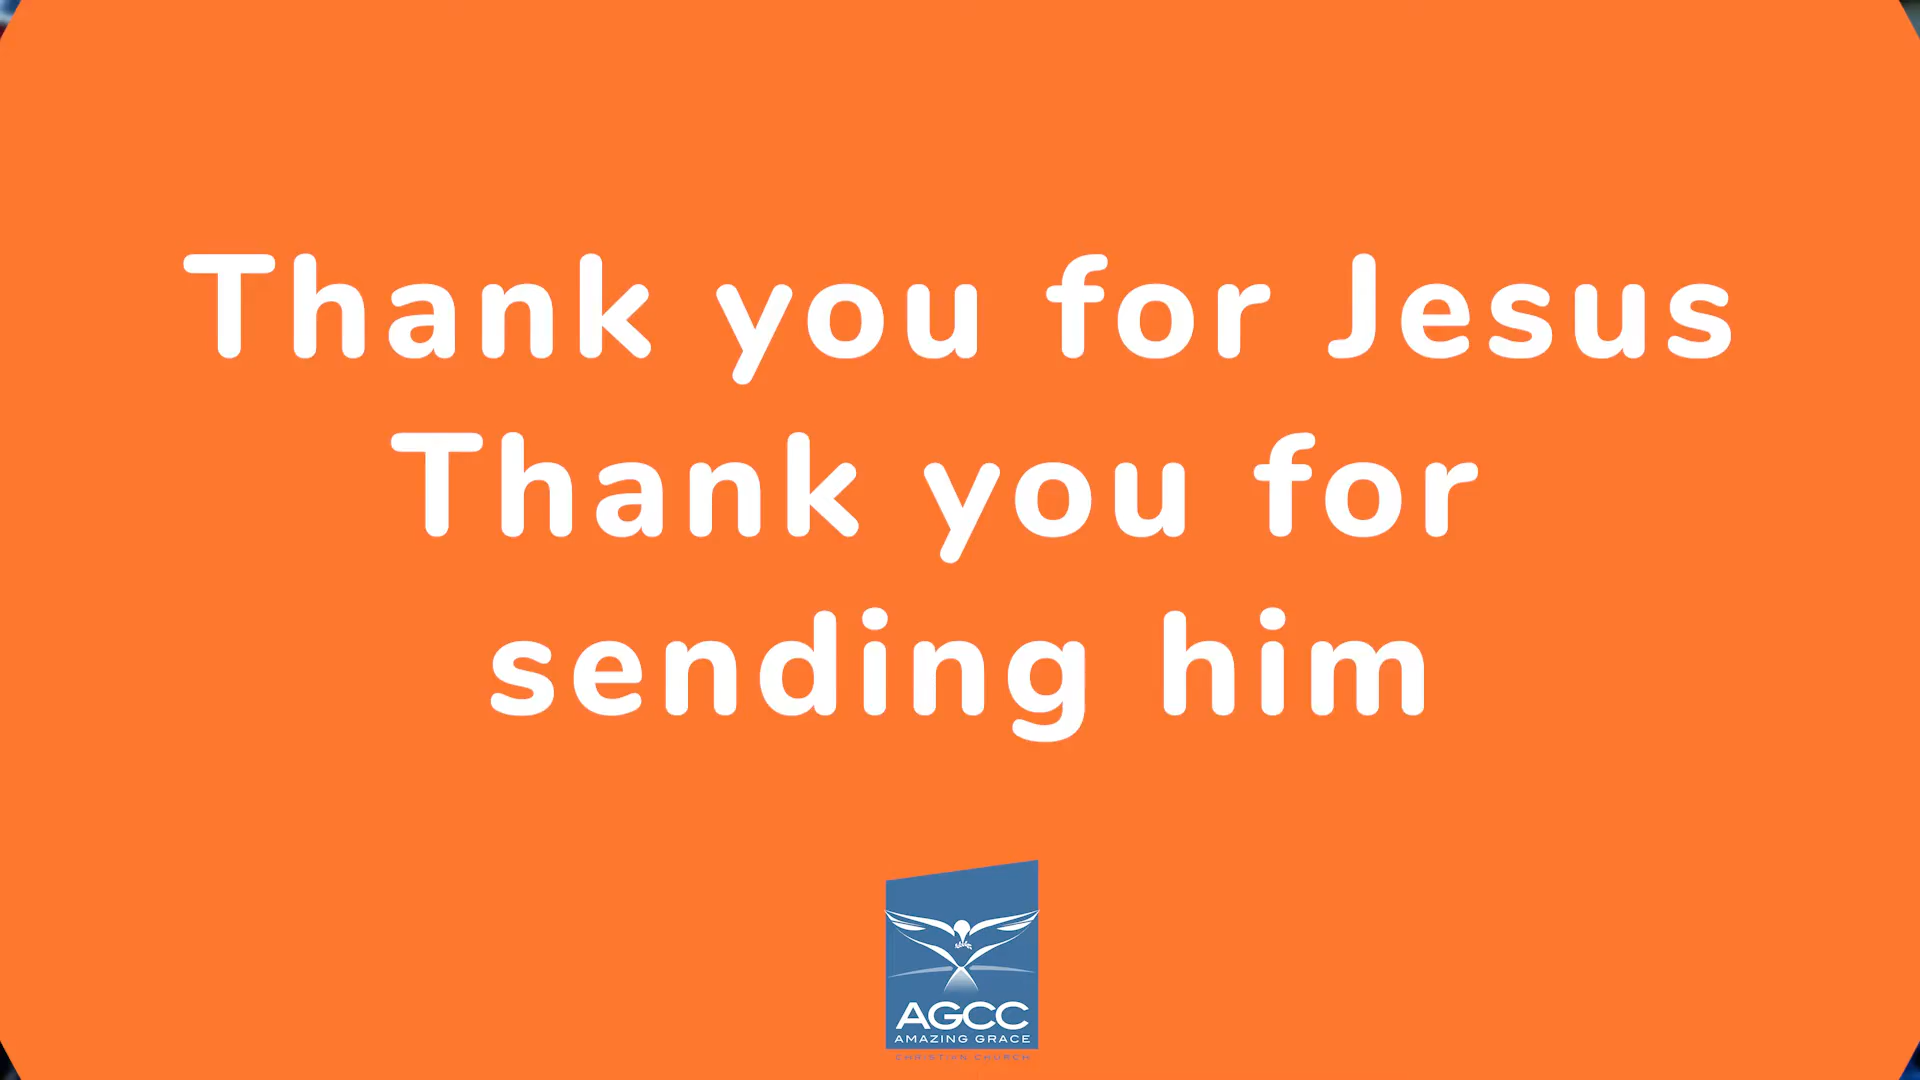 Thank you for Jesus
Thank you for
sending him
AGCC
AMAZING GRACE
CHRISTIAN CHURCH